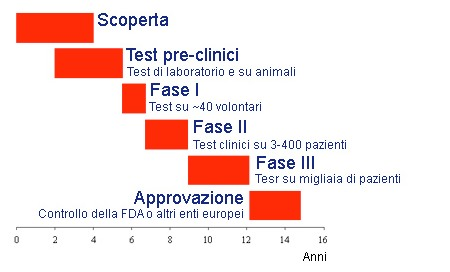 Scoperta
Test pre-clinici
Test di laboratorio e su animali
Fase I
Test su ~40 volontari
Fase II
Test clinici su 3-400 pazienti
Fase III
Tesr su migliaia di pazienti
Approvazione
Controllo della FDA o altri enti europei
0 2 4 6 8 10 12 14 16
Anni